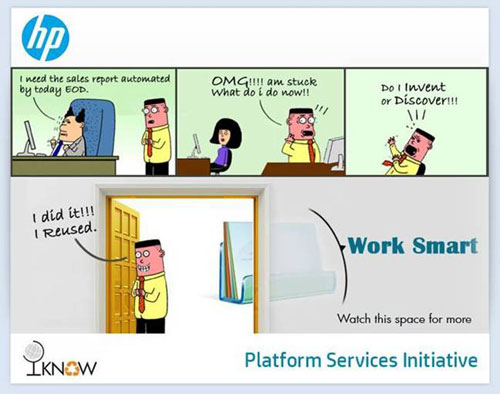 hp
I need the sales report automated
by today EOD.
OMG!!!! am stuck
What do i do now!!
Do I Invent
or Discover!!!
I did it!!!
I Reused.
Work Smart
Watch this space for more
iKNOW
Platform Services Initiative